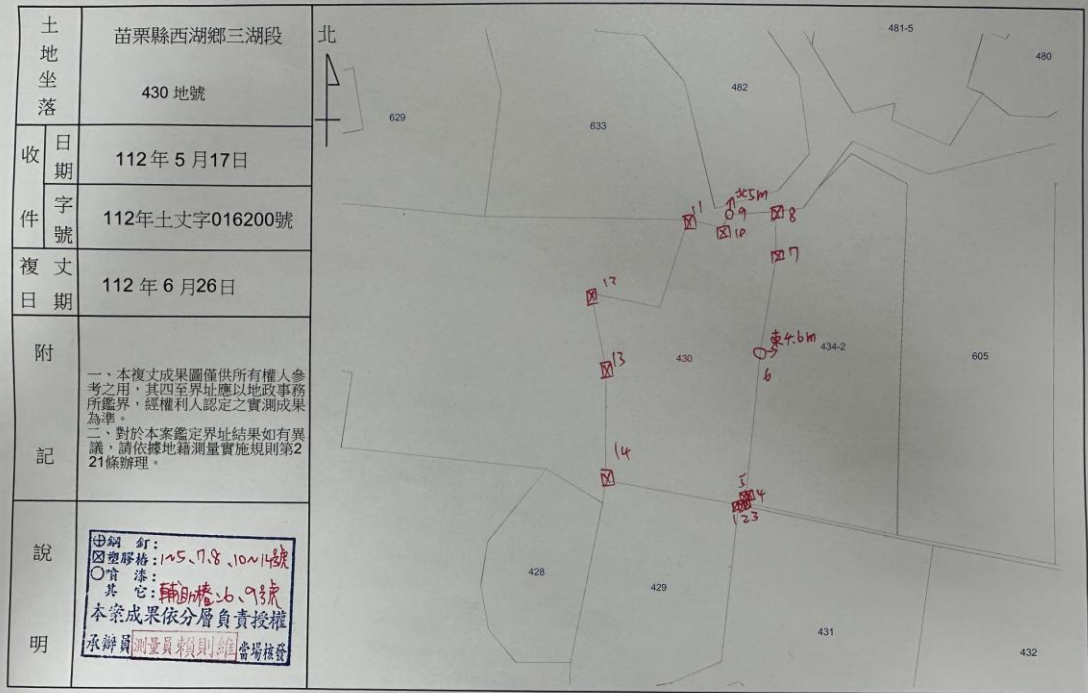 土地坐落
苗栗縣西湖鄉三湖段
430 地號
收件
日期
112 年 5 月17日
字號
112年土丈字016200號
複丈日期
112 年 6 月26日
附記
一、本複丈成果圖僅供所有權人參
考之用，其四至界址應以地政事務
所鑑界，經權利人認定之實測成果
為準。
二、對於本案鑑定界址結果如有異
議，請依據地籍測量實施規則第2
21條辦理。
說明
鋼 釘：
塑膠樁：1~5、7、8、10~14號
噴 漆：
其 它：輔助樁：6、9號
本案成果依分層負責授權
承辦員 測量員賴則維 當場核發
北
481-5
480
482
629
633
北5m
11
9
8
10
7
12
東4.6m
13
430
434-2
605
6
14
5
4
1 2 3
428
429
431
432